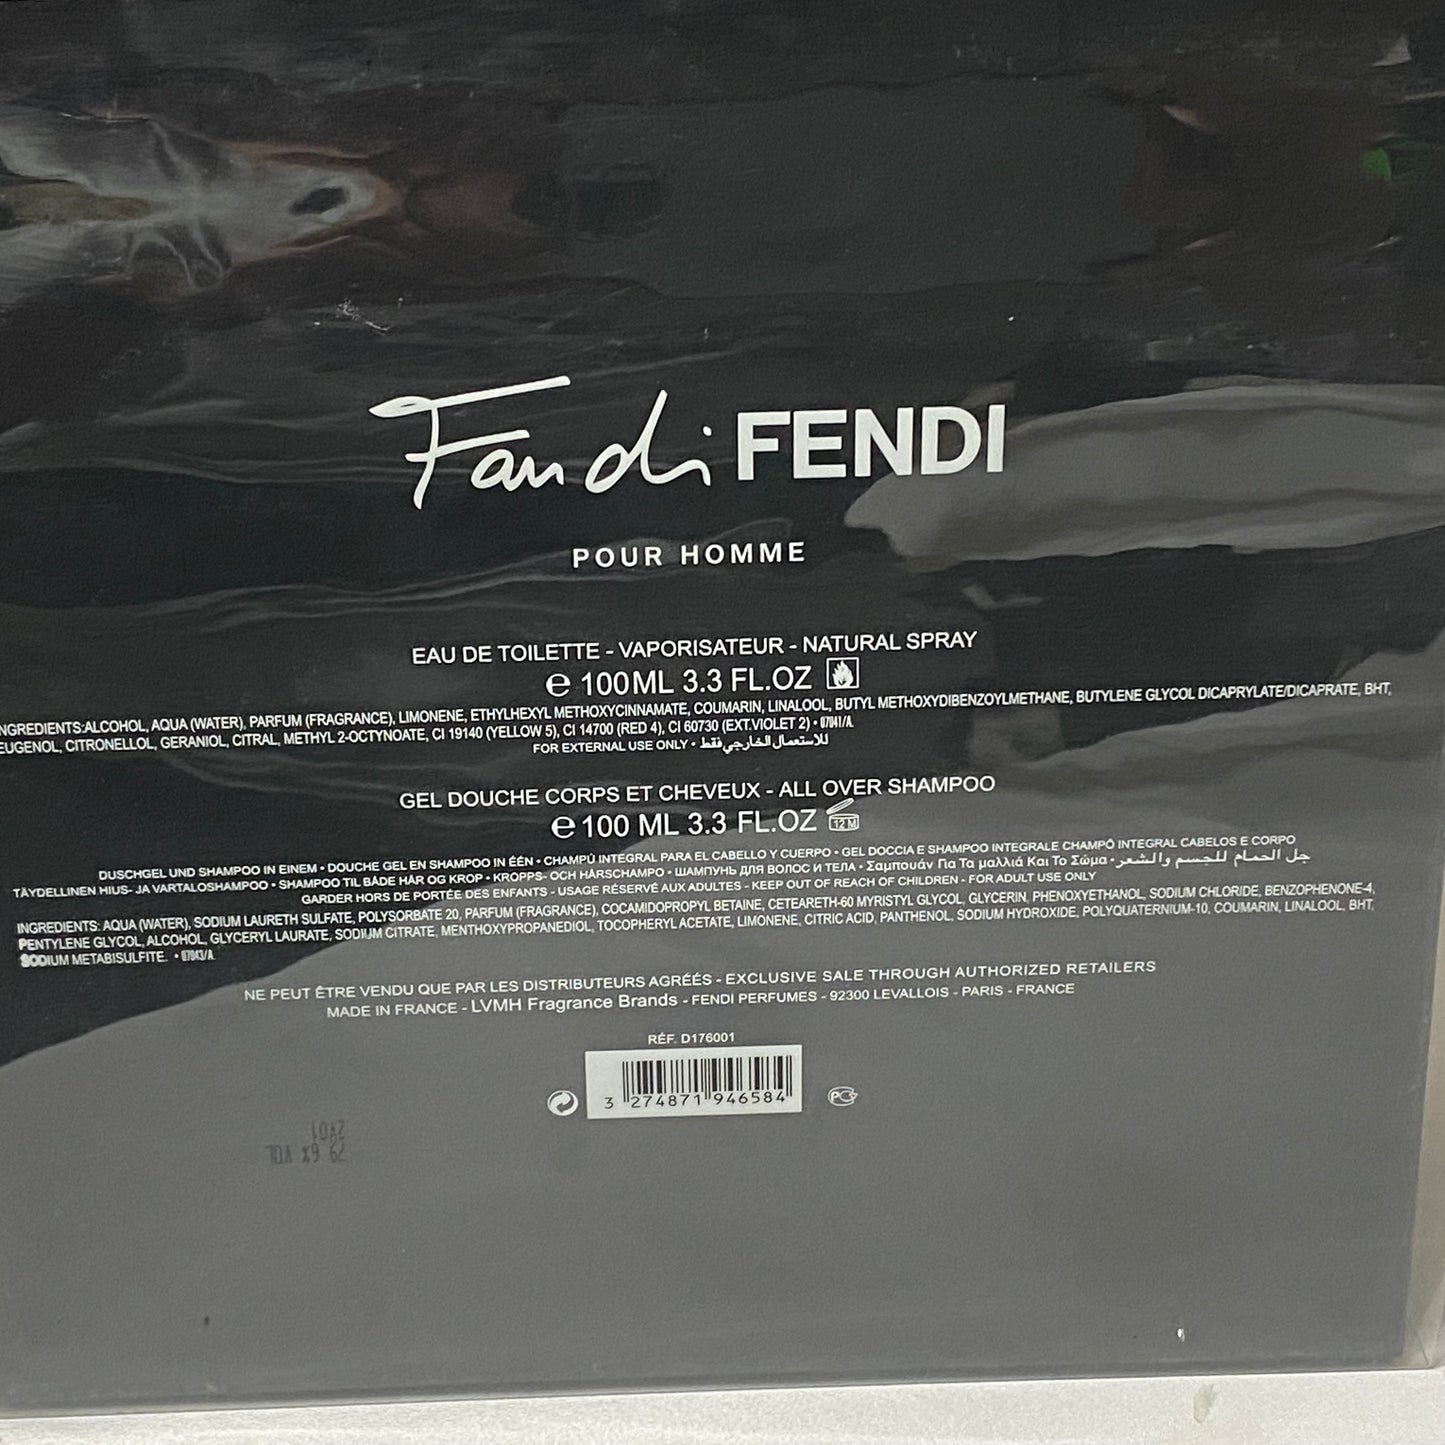 Fan di FENDI
POUR HOMME
EAU DE TOILETTE - VAPORISATEUR - NATURAL SPRAY
℮ 100ML 3.3 FL.OZ
NGREDIENTS:ALCOHOL, AQUA (WATER), PARFUM (FRAGRANCE), LIMONENE, ETHYLHEXYL METHOXYCINNAMATE, COUMARIN, LINALOOL, BUTYL METHOXYDIBENZOYLMETHANE, BUTYLENE GLYCOL DICAPRYLATE/DICAPRATE, BHT,
EUGENOL, CITRONELLOL, GERANIOL, CITRAL, METHYL 2-OCTYNOATE, CI 19140 (YELLOW 5), CI 14700 (RED 4), CI 60730 (EXT.VIOLET 2) • 07041/A.
FOR EXTERNAL USE ONLY • للاستعمال الخارجي فقط
GEL DOUCHE CORPS ET CHEVEUX - ALL OVER SHAMPOO
℮ 100 ML 3.3 FL.OZ 12 M
DUSCHGEL UND SHAMPOO IN EINEM • DOUCHE GEL EN SHAMPOO IN ÉÉN • CHAMPÚ INTEGRAL PARA EL CABELLO Y CUERPO • GEL DOCCIA E SHAMPOO INTEGRALE CHAMPÔ INTEGRAL CABELOS E CORPO
TÄYDELLINEN HIUS- JA VARTALOSHAMPOO • SHAMPOO TIL BÅDE HÅR OG KROP • KROPPS- OCH HÅRSCHAMPO • ШАМПУНЬ ДЛЯ ВОЛОС И ТЕЛА • Σαμπουάν Για Τα μαλλιά Και Το Σώμα • جل الحمام للجسم والشعر
GARDER HORS DE PORTÉE DES ENFANTS - USAGE RÉSERVÉ AUX ADULTES - KEEP OUT OF REACH OF CHILDREN - FOR ADULT USE ONLY
INGREDIENTS: AQUA (WATER), SODIUM LAURETH SULFATE, POLYSORBATE 20, PARFUM (FRAGRANCE), COCAMIDOPROPYL BETAINE, CETEARETH-60 MYRISTYL GLYCOL, GLYCERIN, PHENOXYETHANOL, SODIUM CHLORIDE, BENZOPHENONE-4,
PENTYLENE GLYCOL, ALCOHOL, GLYCERYL LAURATE, SODIUM CITRATE, MENTHOXYPROPANEDIOL, TOCOPHERYL ACETATE, LIMONENE, CITRIC ACID, PANTHENOL, SODIUM HYDROXIDE, POLYQUATERNIUM-10, COUMARIN, LINALOOL, BHT,
SODIUM METABISULFITE. • 07043/A
NE PEUT ÊTRE VENDU QUE PAR LES DISTRIBUTEURS AGRÉÉS - EXCLUSIVE SALE THROUGH AUTHORIZED RETAILERS
MADE IN FRANCE - LVMH Fragrance Brands - FENDI PERFUMES - 92300 LEVALLOIS - PARIS - FRANCE
RÉF. D176001
3 274871 946584